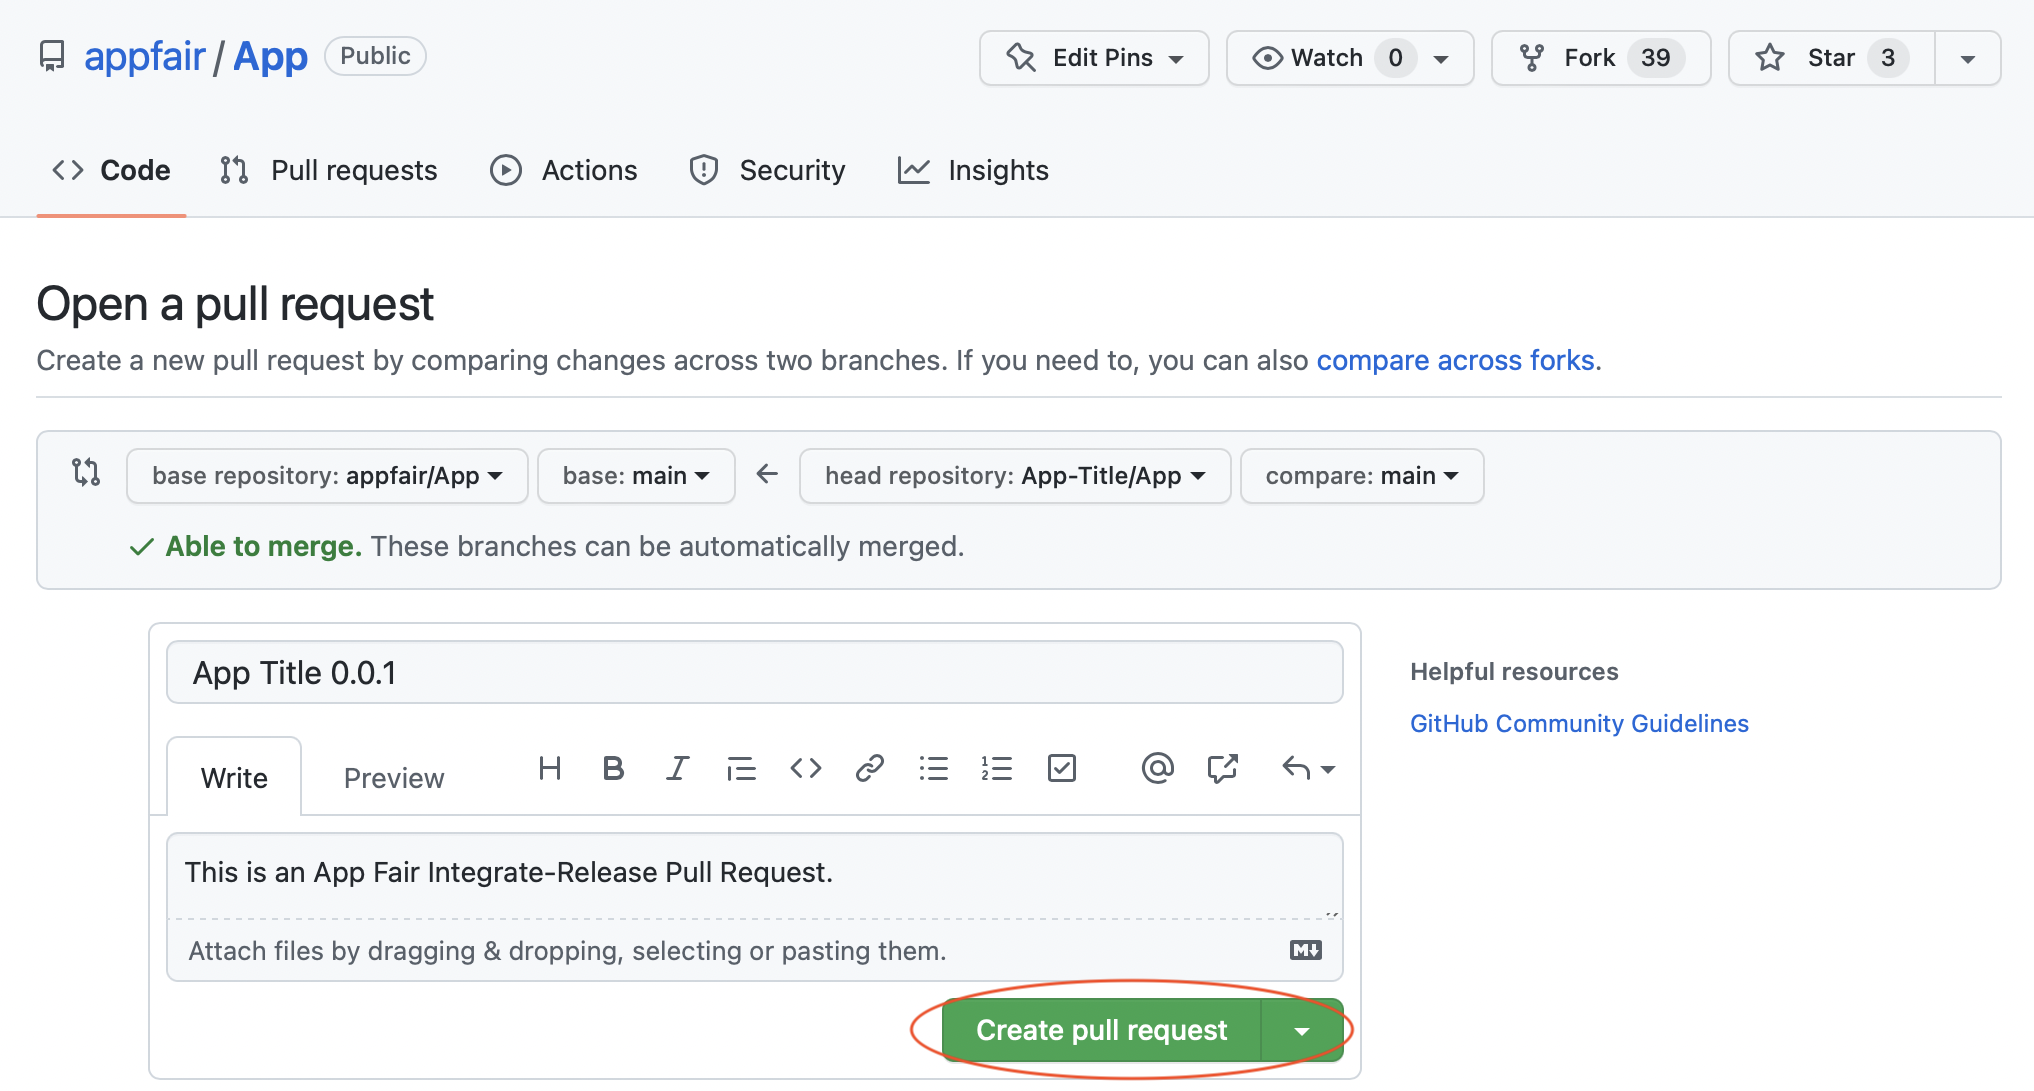 appfair / App Public
Edit Pins
Watch 0
Fork 39
Star 3
Code
Pull requests
Actions
Security
Insights
Open a pull request
Create a new pull request by comparing changes across two branches. If you need to, you can also compare across forks.
base repository: appfair/App
base: main
head repository: App-Title/App
compare: main
Able to merge. These branches can be automatically merged.
App Title 0.0.1
Write
Preview
This is an App Fair Integrate-Release Pull Request.
Attach files by dragging & dropping, selecting or pasting them.
Create pull request
Helpful resources
GitHub Community Guidelines